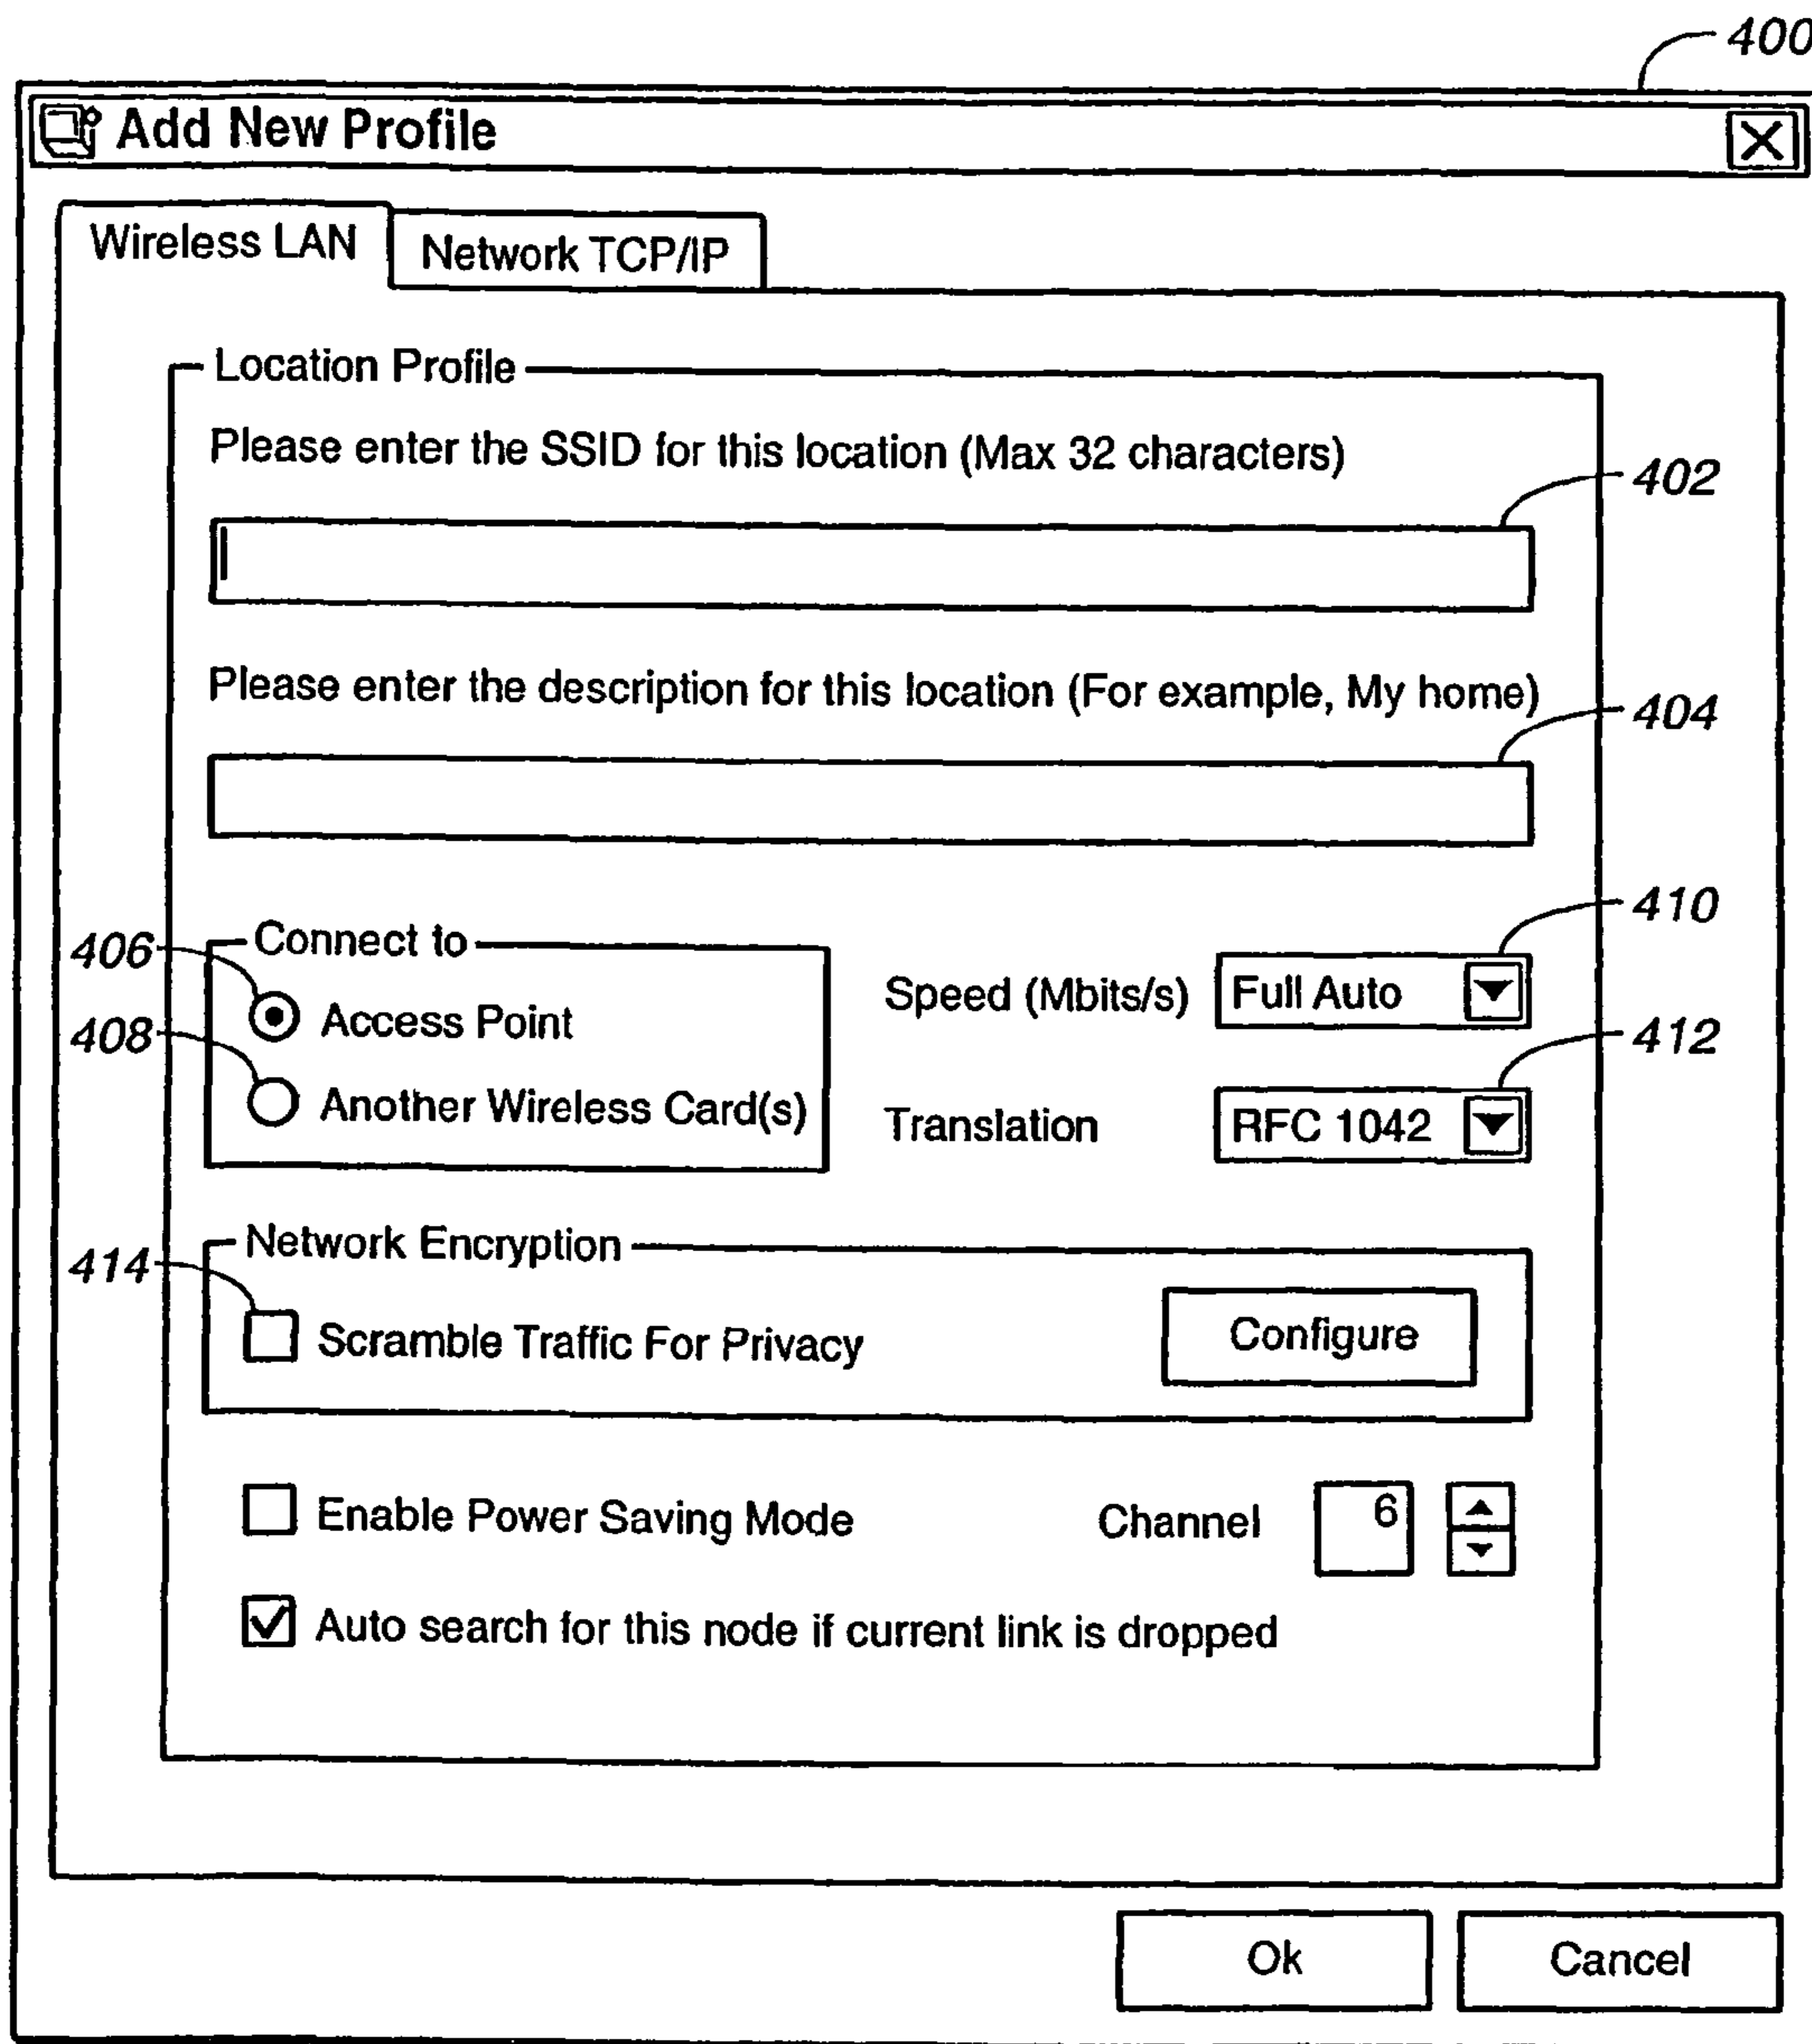 400
Add New Profile
Wireless LAN
Network TCP/IP
Location Profile
Please enter the SSID for this location (Max 32 characters)
402
Please enter the description for this location (For example, My home)
404
406
Connect to
Access Point
408
Another Wireless Card(s)
Speed (Mbits/s)
Full Auto
410
Translation
RFC 1042
412
Network Encryption
414
Scramble Traffic For Privacy
Configure
Enable Power Saving Mode
Channel
6
Auto search for this node if current link is dropped
Ok
Cancel